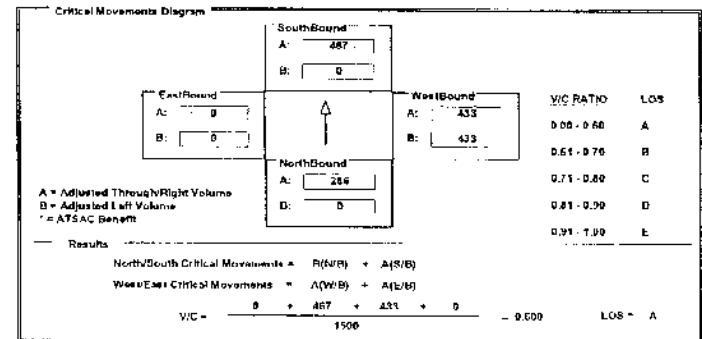 Critical Movements Diagram
SouthBound
A: 467
B: 0
EastBound
A: 0
B: 0
WestBound
A: 433
B: 433
NorthBound
A: 286
B: 0
V/C RATIO LOS
0.00 - 0.60 A
0.61 - 0.70 B
0.71 - 0.80 C
0.81 - 0.90 D
0.91 - 1.00 E
A = Adjusted Through/Right Volume
B = Adjusted Left Volume
* = ATSAC Benefit
Results
North/South Critical Movements = B(N/B) + A(S/B)
West/East Critical Movements = A(W/B) + A(E/B)
V/C = 0 + 467 + 433 + 0 = 0.600 LOS = A
1500